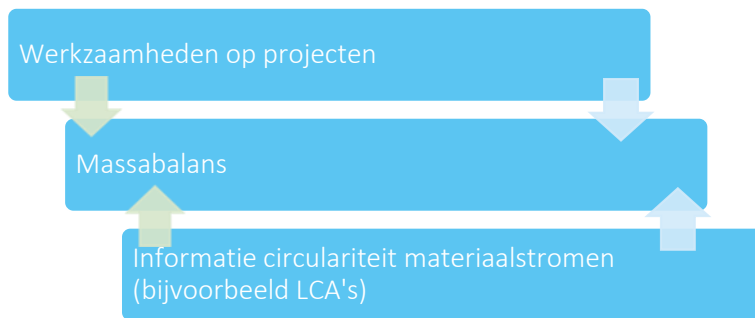 Werkzaamheden op projecten
Massabalans
Informatie circulariteit materiaalstromen
(bijvoorbeeld LCA's)